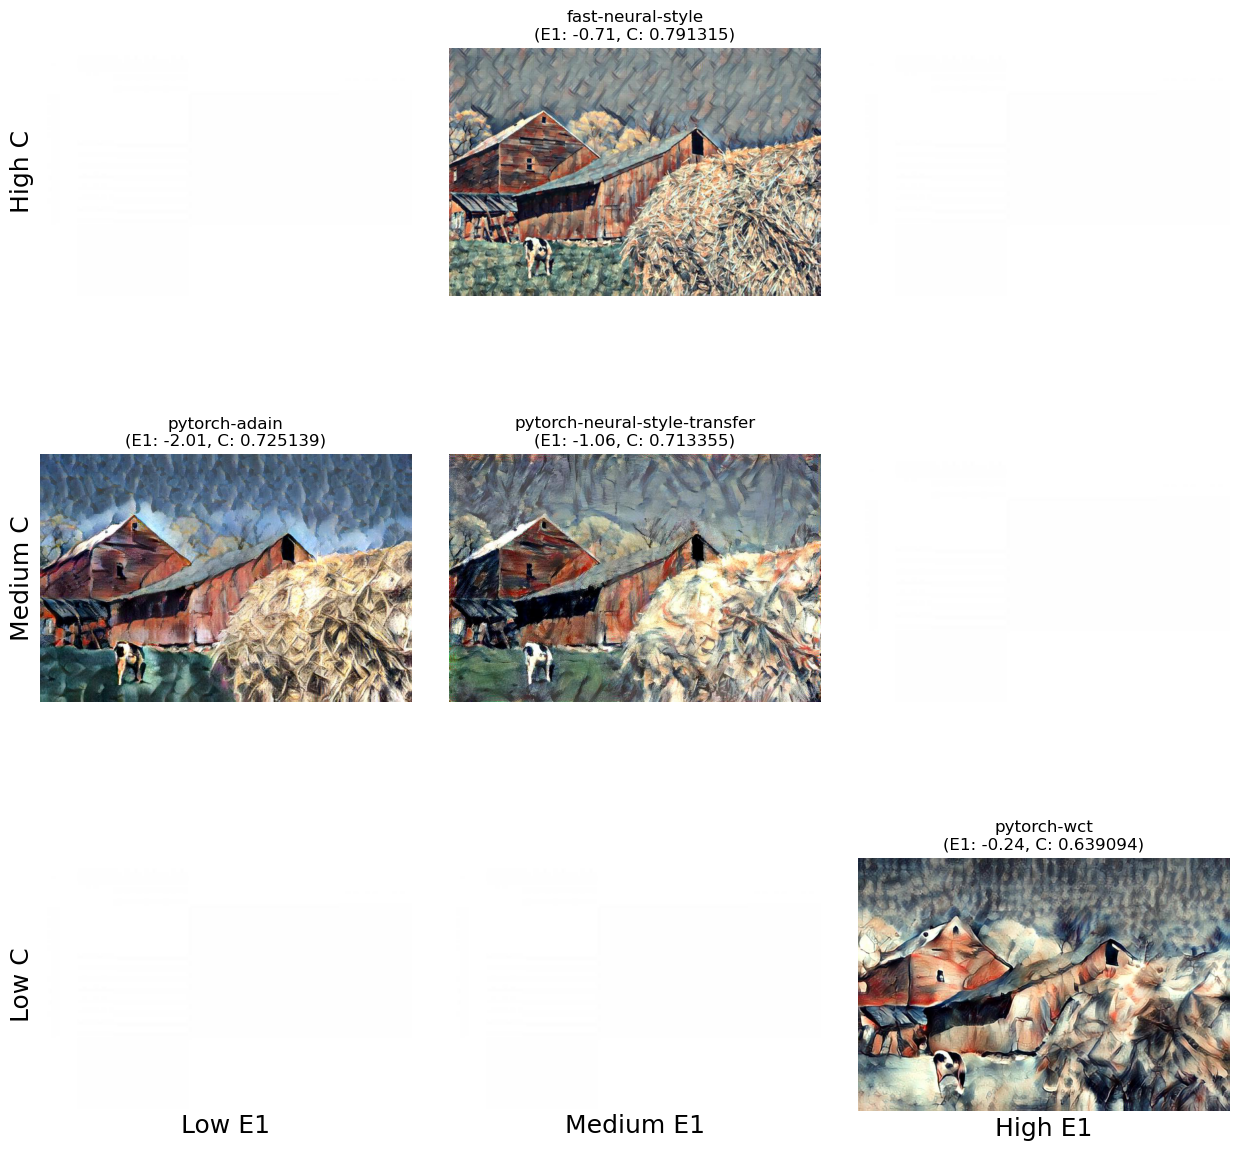 fast-neural-style
(E1: -0.71, C: 0.791315)
High C
pytorch-adain
(E1: -2.01, C: 0.725139)
pytorch-neural-style-transfer
(E1: -1.06, C: 0.713355)
Medium C
pytorch-wct
(E1: -0.24, C: 0.639094)
Low C
Low E1
Medium E1
High E1